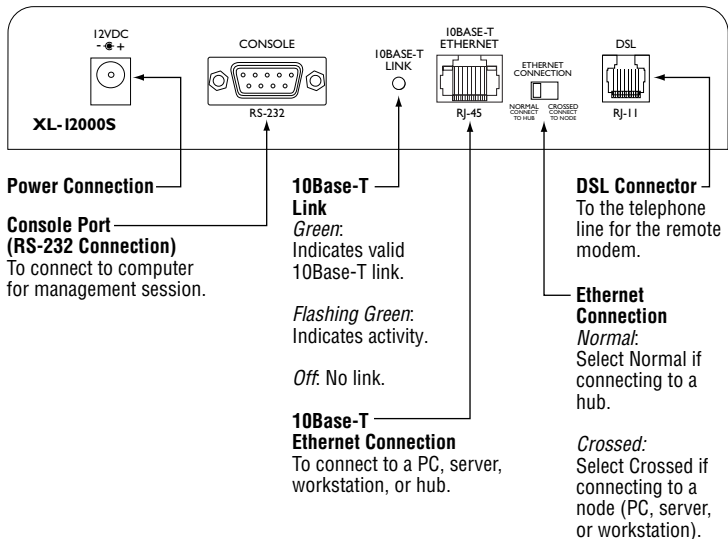 12VDC
- +
CONSOLE
10BASE-T
LINK
10BASE-T
ETHERNET
ETHERNET
CONNECTION
DSL
XL-12000S
RS-232
RJ-45
NORMAL
CONNECT
TO HUB
CROSSED
CONNECT
TO NODE
RJ-11
Power Connection
Console Port
(RS-232 Connection)
To connect to computer
for management session.
10Base-T
Link
Green:
Indicates valid
10Base-T link.
Flashing Green:
Indicates activity.
Off: No link.
10Base-T
Ethernet Connection
To connect to a PC, server,
workstation, or hub.
DSL Connector
To the telephone
line for the remote
modem.
Ethernet
Connection
Normal:
Select Normal if
connecting to a
hub.
Crossed:
Select Crossed if
connecting to a
node (PC, server,
or workstation).